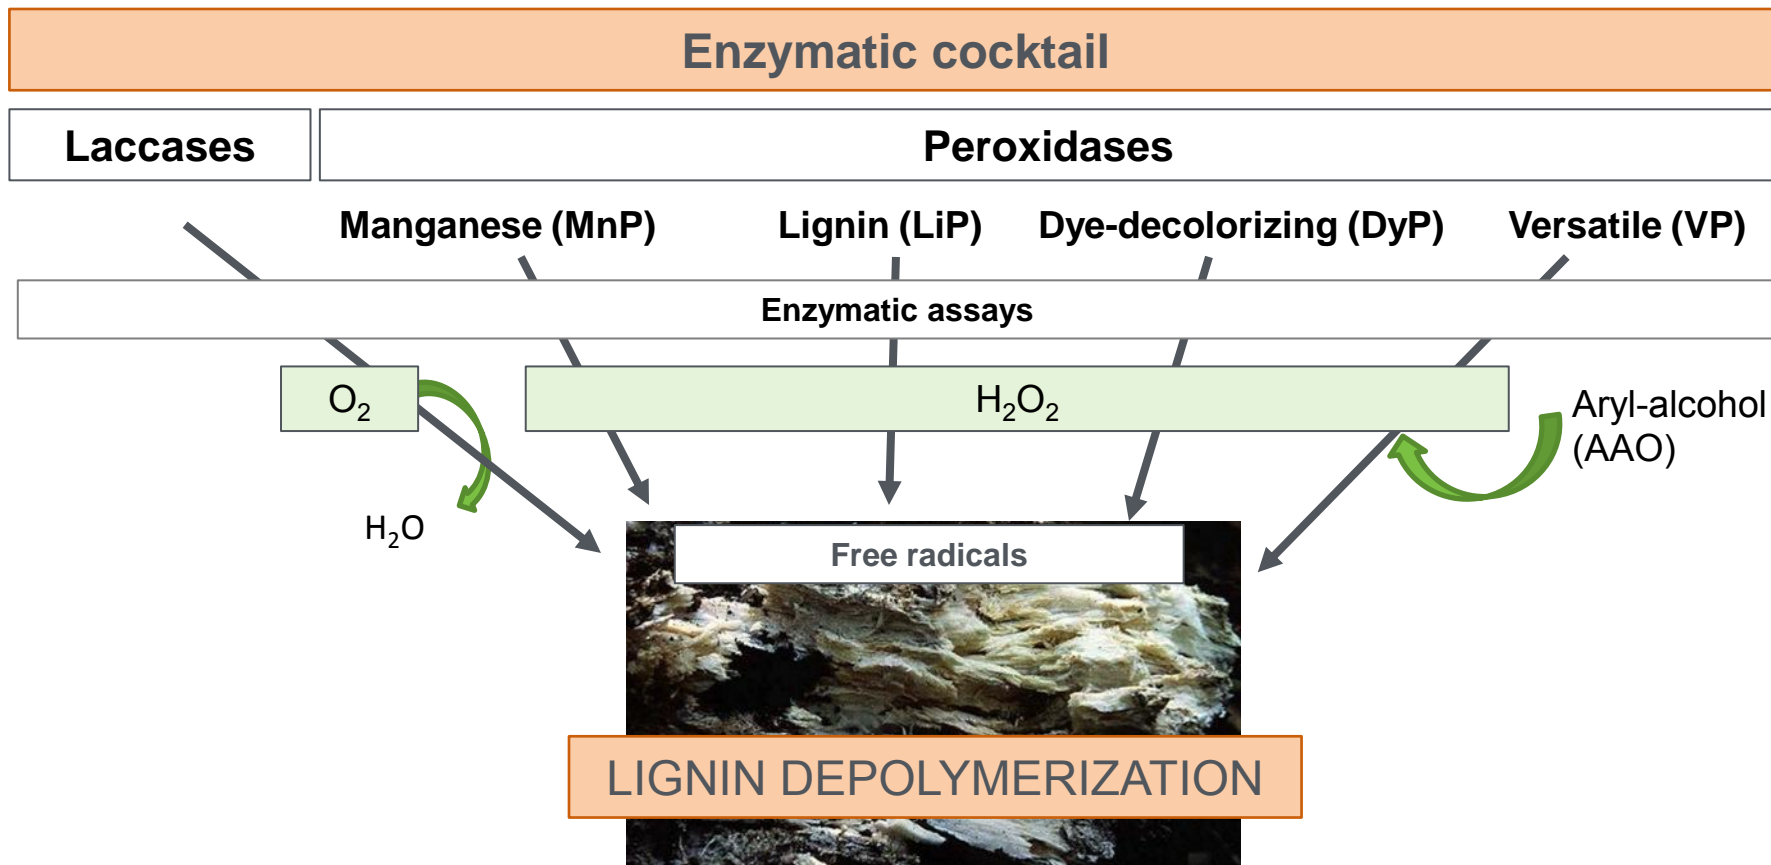 Enzymatic cocktail
Laccases
Peroxidases
Manganese (MnP)
Lignin (LiP)
Dye-decolorizing (DyP)
Versatile (VP)
Enzymatic assays
O₂
H₂O₂
Aryl-alcohol
(AAO)
H₂O
Free radicals
LIGNIN DEPOLYMERIZATION